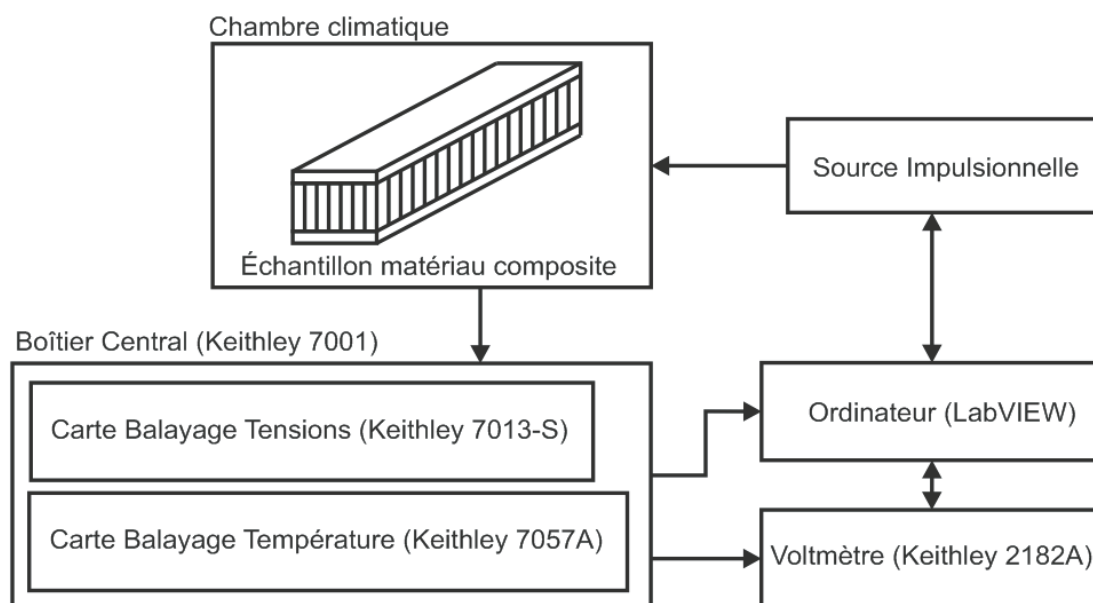 Chambre climatique
Échantillon matériau composite
Source Impulsionnelle
Boîtier Central (Keithley 7001)
Carte Balayage Tensions (Keithley 7013-S)
Carte Balayage Température (Keithley 7057A)
Ordinateur (LabVIEW)
Voltmètre (Keithley 2182A)